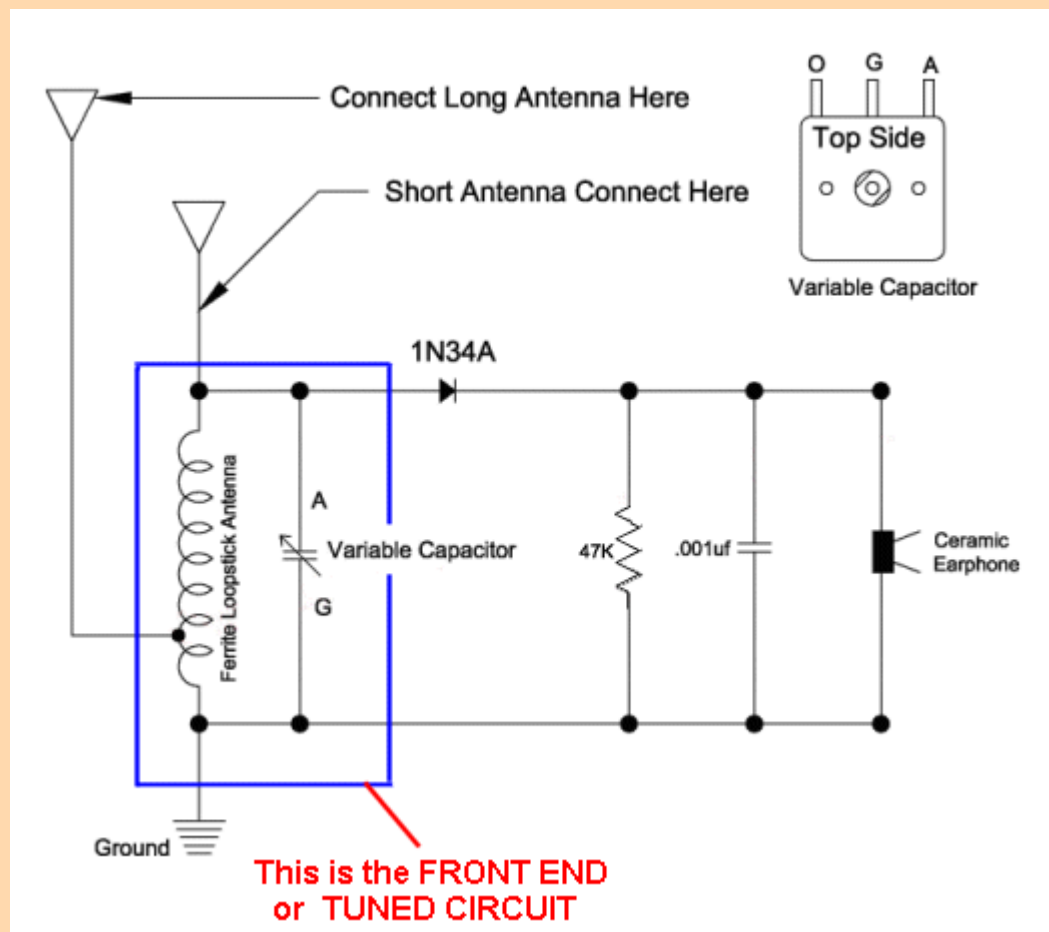 Connect Long Antenna Here
O G A
Top Side
Short Antenna Connect Here
Variable Capacitor
1N34A
Ferrite Loopstick Antenna
A
Variable Capacitor
G
47K
.001uf
Ceramic
Earphone
Ground
This is the FRONT END
or TUNED CIRCUIT